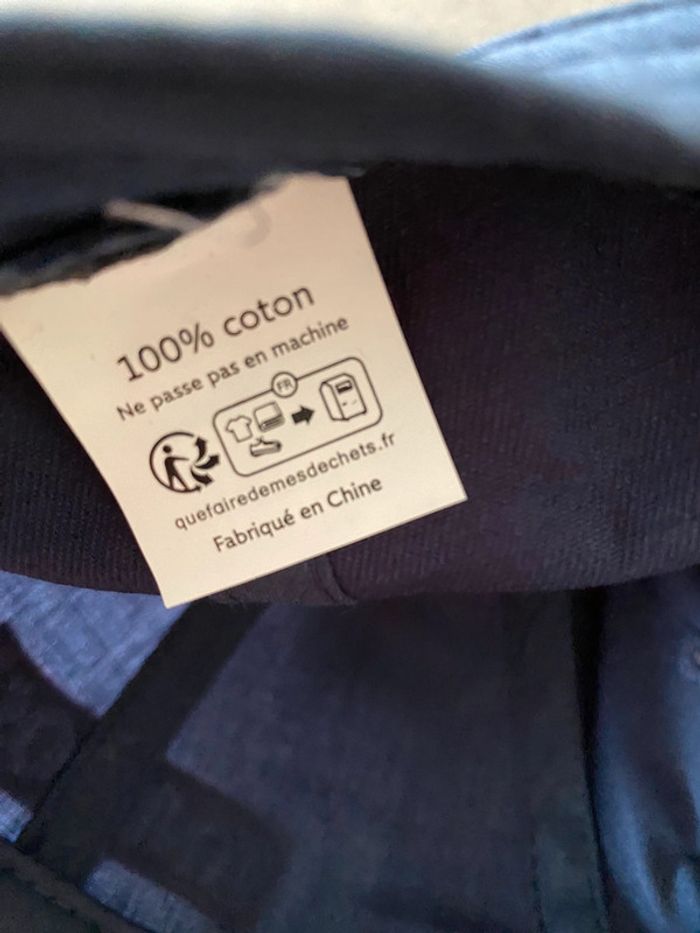 100% coton
Ne passe pas en machine
FR
quefairedemesdechets.fr
Fabriqué en Chine